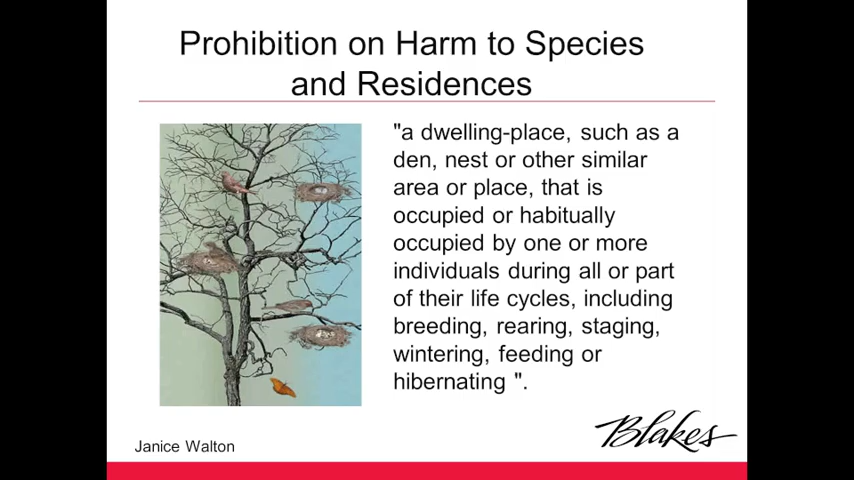 Prohibition on Harm to Species
and Residences
"a dwelling-place, such as a
den, nest or other similar
area or place, that is
occupied or habitually
occupied by one or more
individuals during all or part
of their life cycles, including
breeding, rearing, staging,
wintering, feeding or
hibernating ".
Blakes
Janice Walton